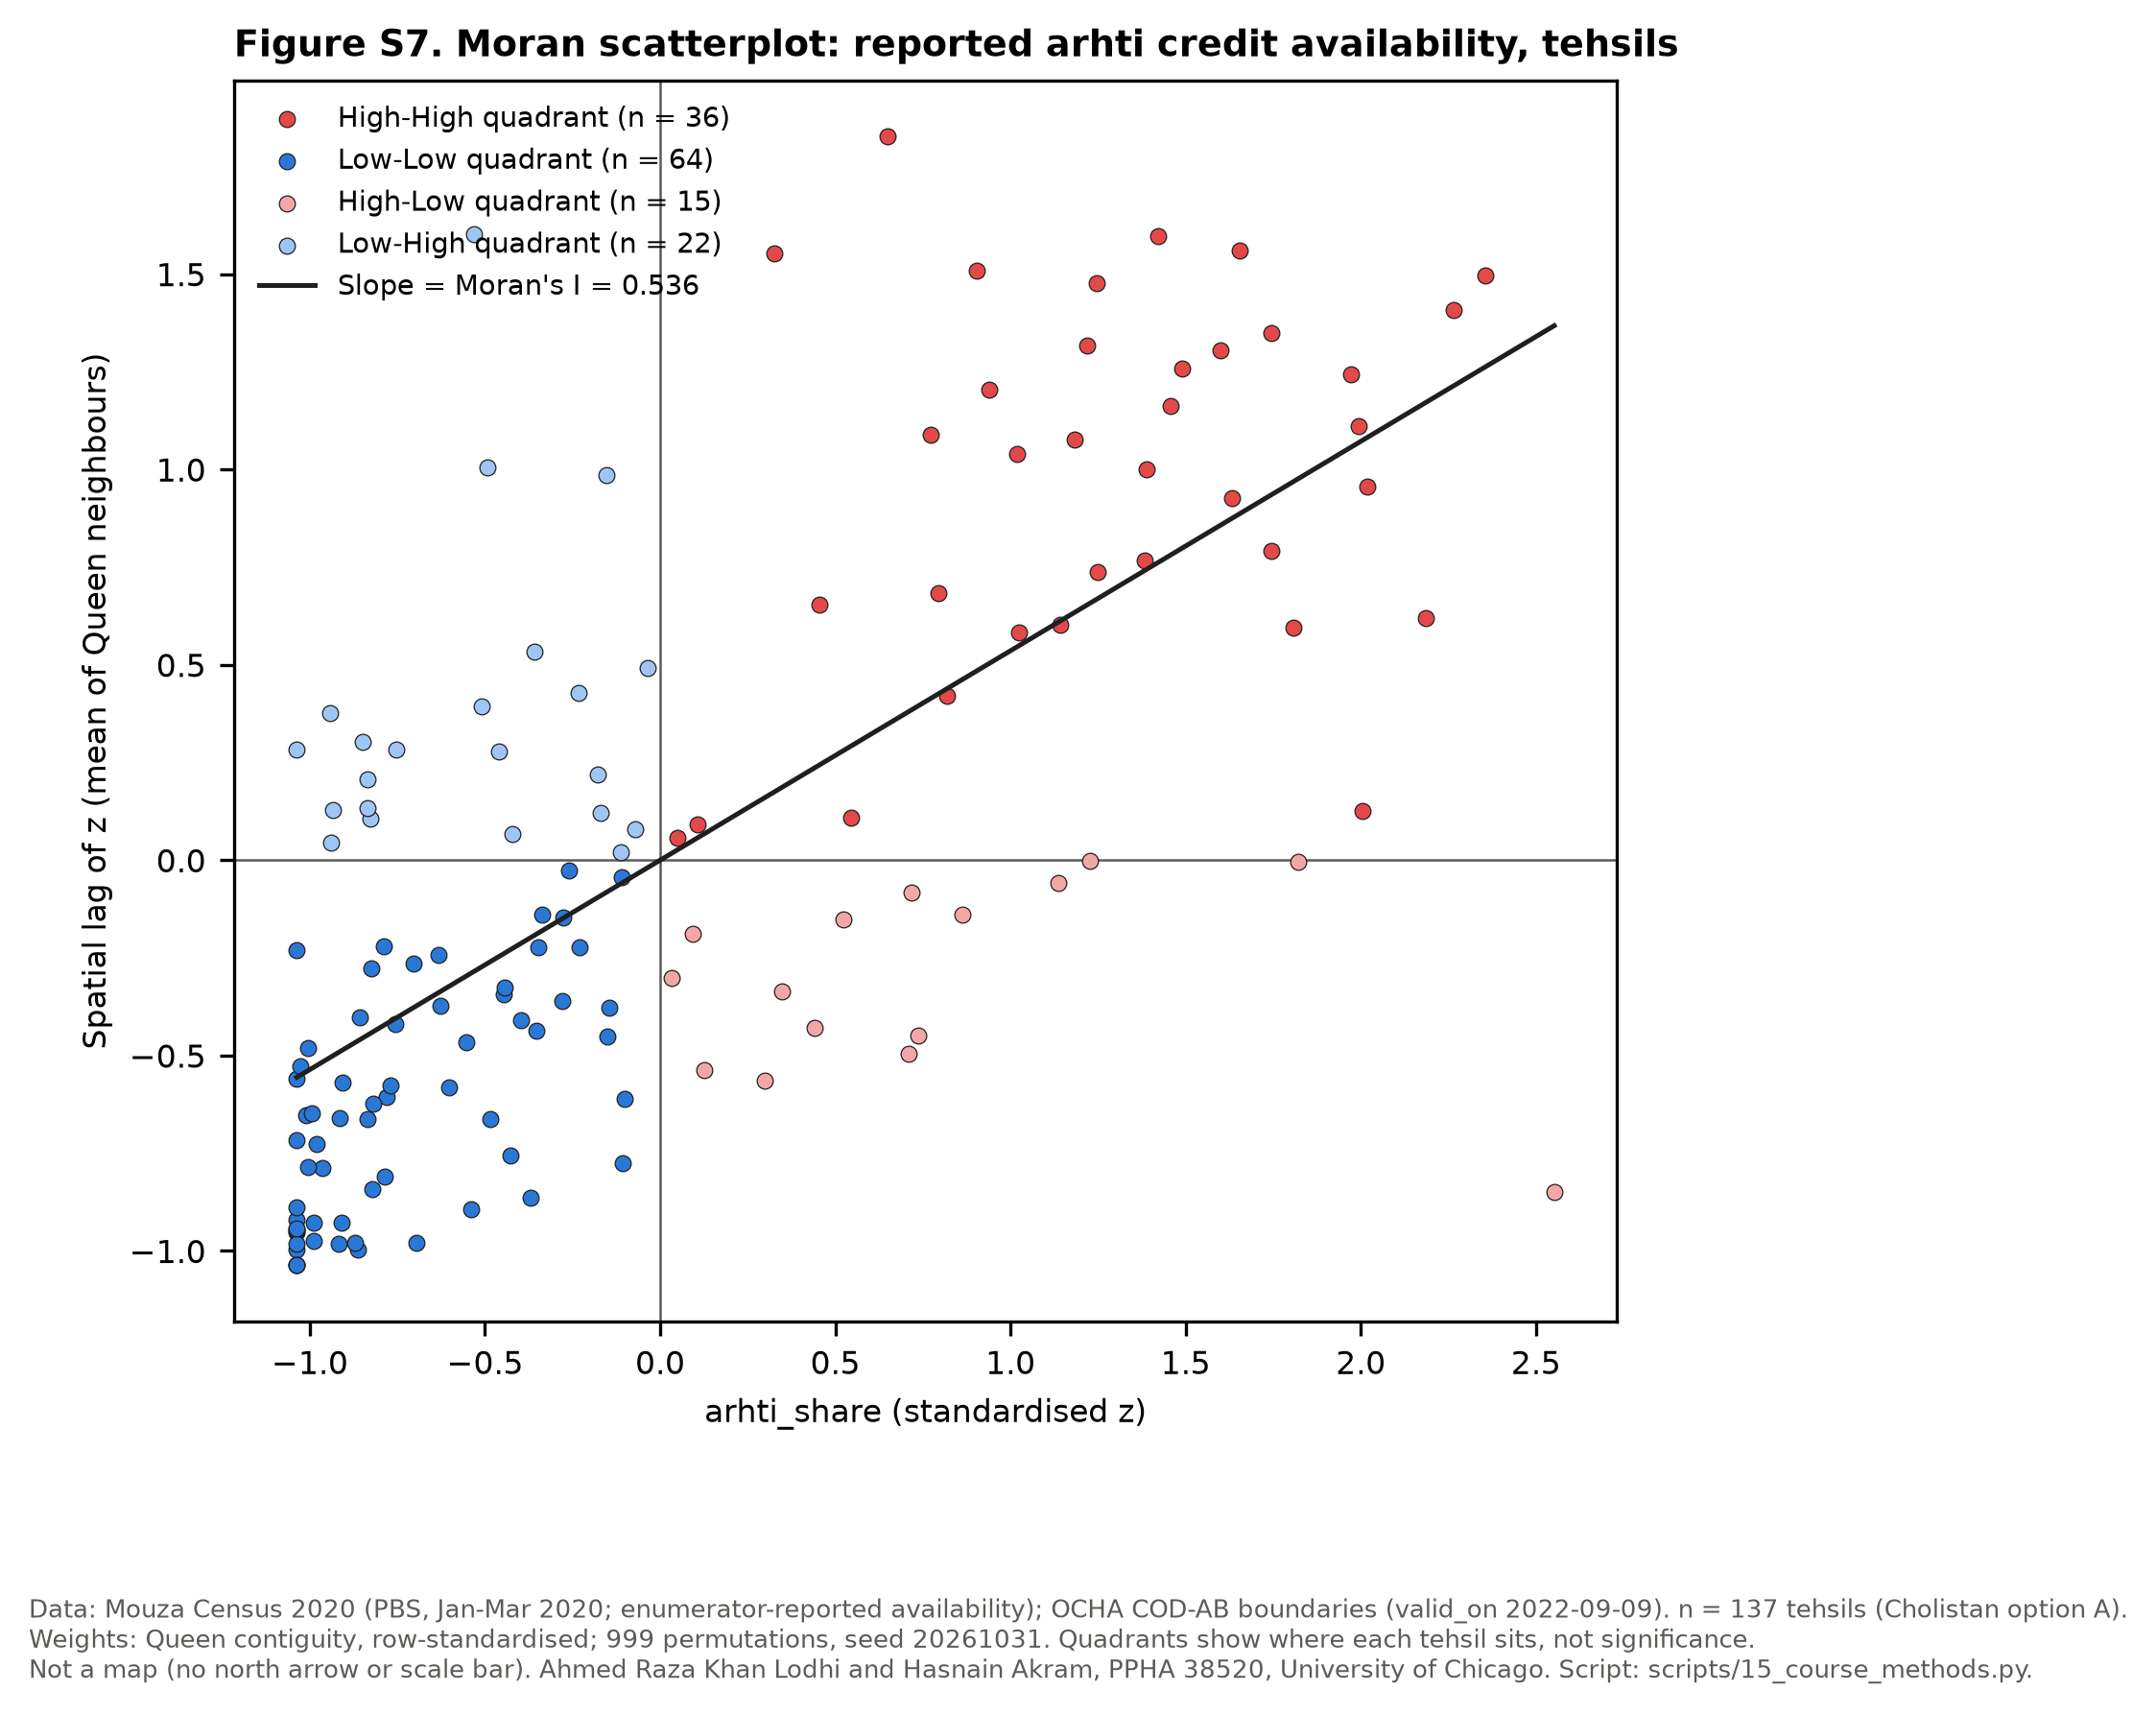 Figure S7. Moran scatterplot: reported arhti credit availability, tehsils
High-High quadrant (n = 36)
Low-Low quadrant (n = 64)
High-Low quadrant (n = 15)
Low-High quadrant (n = 22)
Slope = Moran's I = 0.536
Spatial lag of z (mean of Queen neighbours)
1.5
1.0
0.5
0.0
−0.5
−1.0
−1.0 −0.5 0.0 0.5 1.0 1.5 2.0 2.5
arhti_share (standardised z)
Data: Mouza Census 2020 (PBS, Jan-Mar 2020; enumerator-reported availability); OCHA COD-AB boundaries (valid_on 2022-09-09). n = 137 tehsils (Cholistan option A).
Weights: Queen contiguity, row-standardised; 999 permutations, seed 20261031. Quadrants show where each tehsil sits, not significance.
Not a map (no north arrow or scale bar). Ahmed Raza Khan Lodhi and Hasnain Akram, PPHA 38520, University of Chicago. Script: scripts/15_course_methods.py.